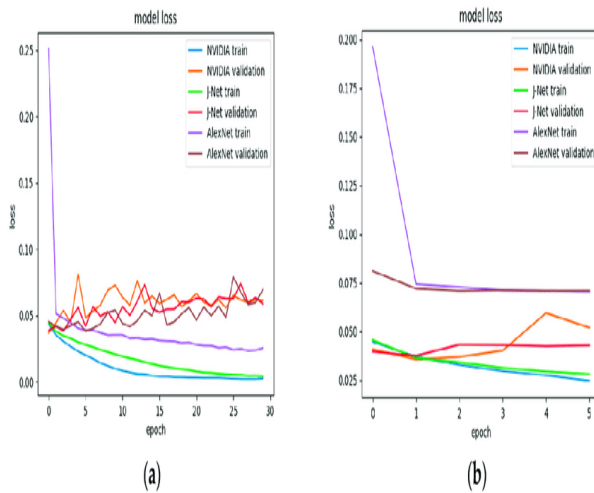 model loss
0.25
0.20
0.15
0.10
0.05
0.00
loss
NVIDIA train
NVIDIA validation
J-Net train
J-Net validation
AlexNet train
AlexNet validation
0 5 10 15 20 25 30
epoch
(a)
model loss
0.200
0.175
0.150
0.125
0.100
0.075
0.050
0.025
loss
NVIDIA train
NVIDIA validation
J-Net train
J-Net validation
AlexNet train
AlexNet validation
0 1 2 3 4 5
epoch
(b)